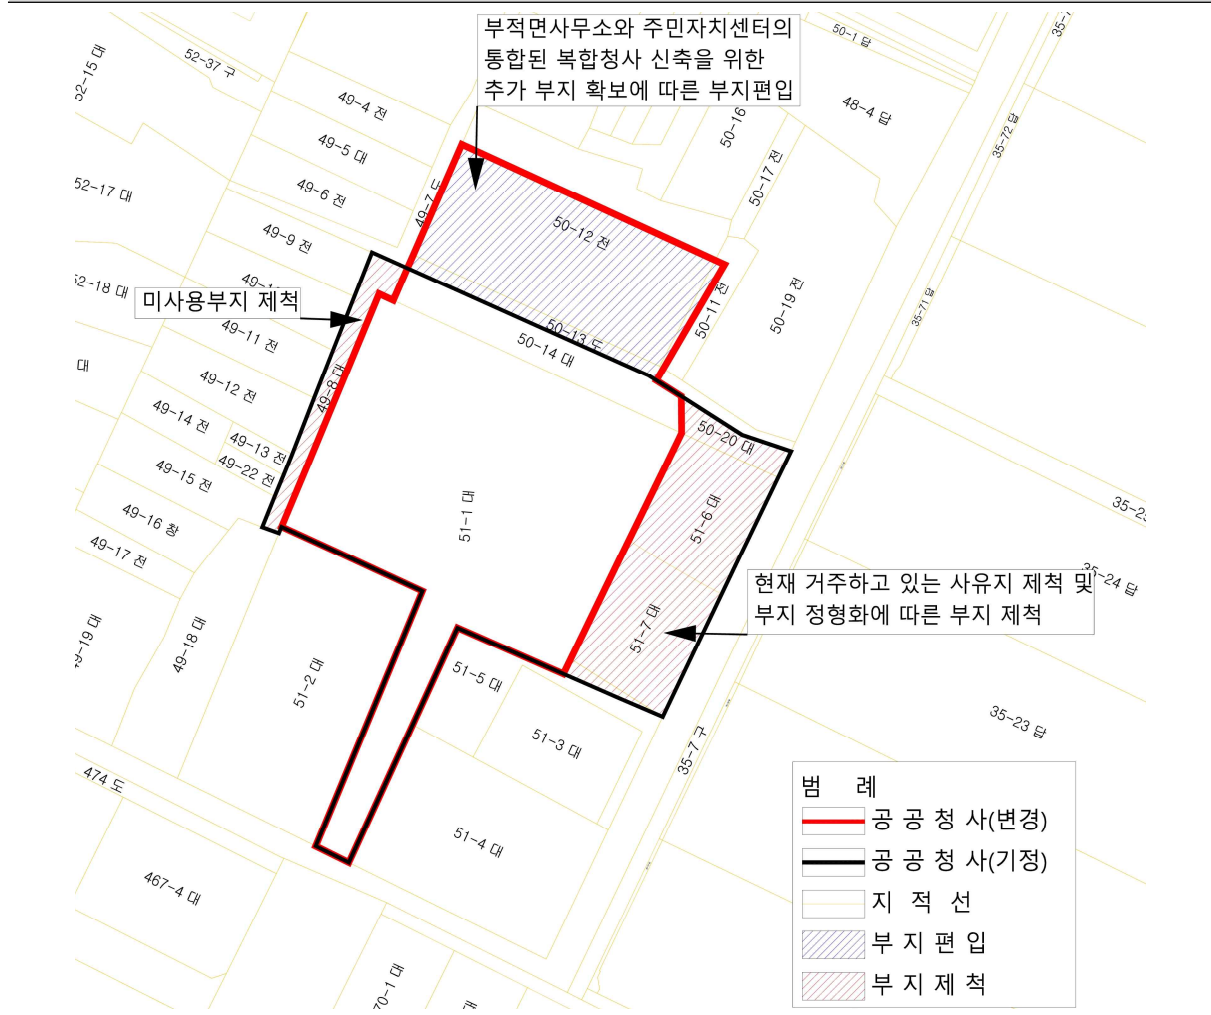 부적면사무소와 주민자치센터의
통합된 복합청사 신축을 위한
추가 부지 확보에 따른 부지편입
50-1 답
52-15 대
52-37 구
49-4 전
48-4 답
35-72 답
50-16
49-5 대
50-17 전
52-17 대
49-6 전
49-7 도
50-12 전
49-9 전
미사용부지 제척
50-11 전
50-19 전
35-71 답
49-11 전
50-13 도
50-14 대
대
49-12 전
49-8 대
49-14 전
49-13 전
50-20 대
49-22 전
49-15 전
51-1 대
51-6 대
49-16 창
49-17 전
35-24 답
현재 거주하고 있는 사유지 제척 및
부지 정형화에 따른 부지 제척
49-18 대
51-7 대
51-2 대
51-5 대
35-23 답
51-3 대
35-7 구
474 도
51-4 대
467-4 대
대
범 례
공 공 청 사(변경)
공 공 청 사(기정)
지 적 선
부 지 편 입
부 지 제 척